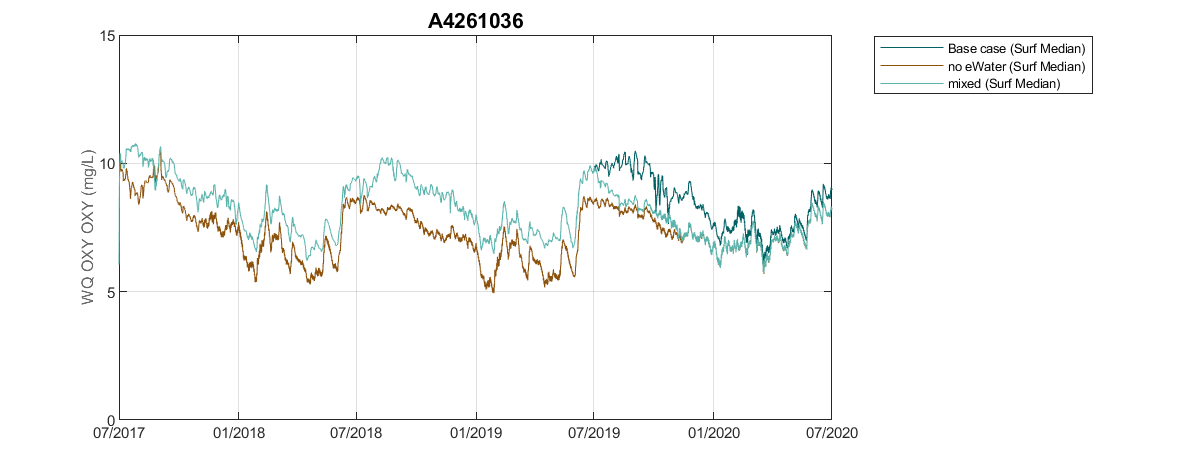 A4261036
15
10
5
0
WQ OXY OXY (mg/L)
07/2017 01/2018 07/2018 01/2019 07/2019 01/2020 07/2020
Base case (Surf Median)
no eWater (Surf Median)
mixed (Surf Median)